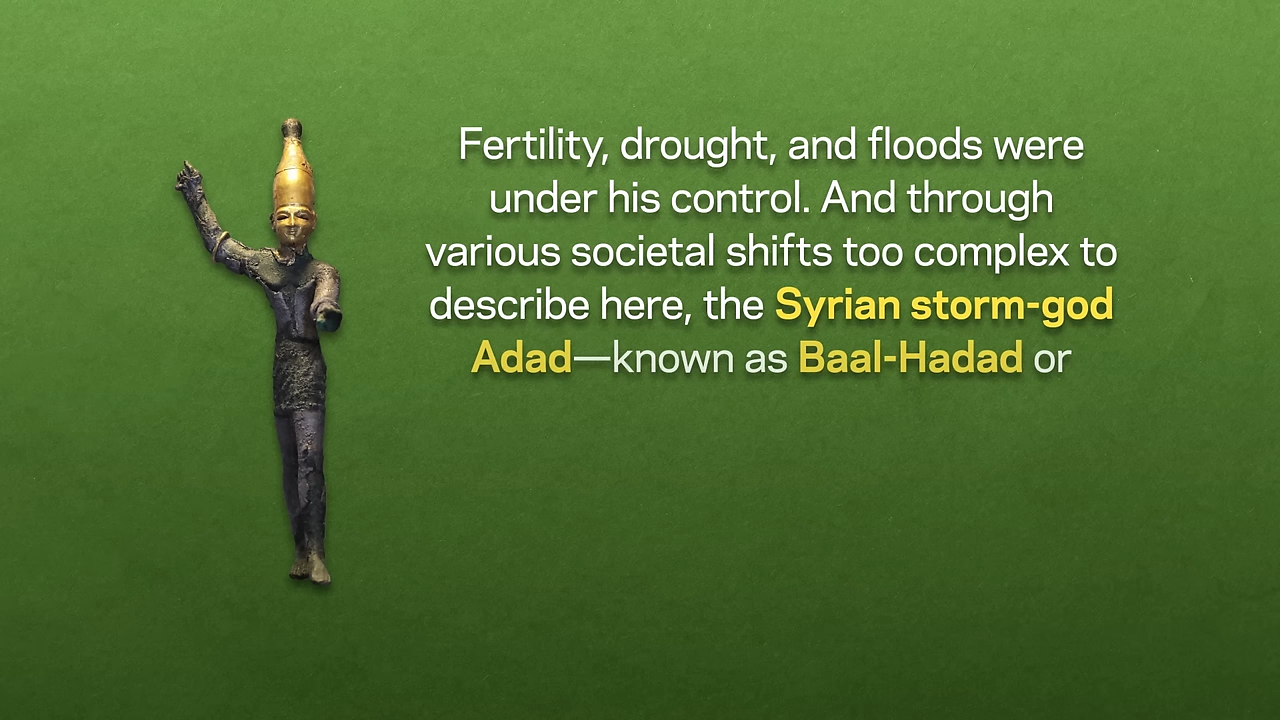 Fertility, drought, and floods were
under his control. And through
various societal shifts too complex to
describe here, the Syrian storm-god
Adad—known as Baal-Hadad or